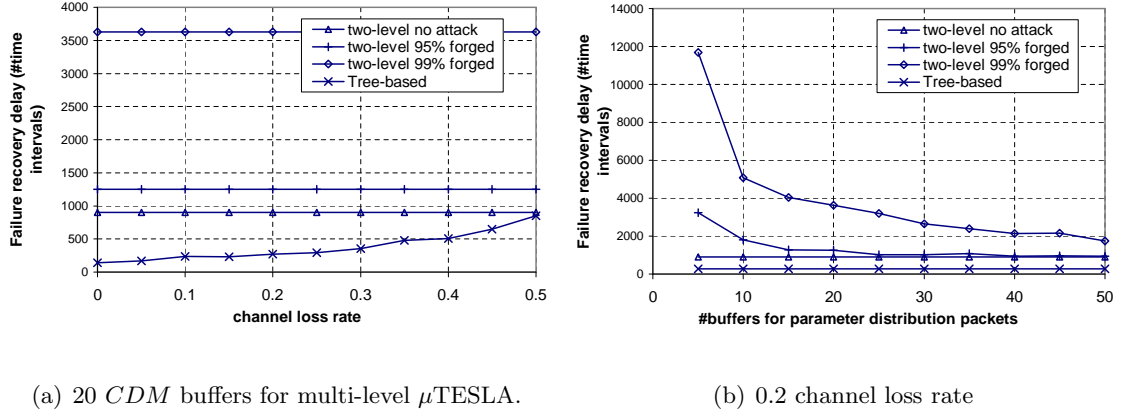 Failure recovery delay (#time
intervals)
4000
3500
3000
2500
2000
1500
1000
500
0
0
0.1
0.2
0.3
0.4
0.5
channel loss rate
two-level no attack
two-level 95% forged
two-level 99% forged
Tree-based
(a) 20 CDM buffers for multi-level μTESLA.
Failure recovery delay (#time
intervals)
14000
12000
10000
8000
6000
4000
2000
0
0
10
20
30
40
50
#buffers for parameter distribution packets
two-level no attack
two-level 95% forged
two-level 99% forged
Tree-based
(b) 0.2 channel loss rate